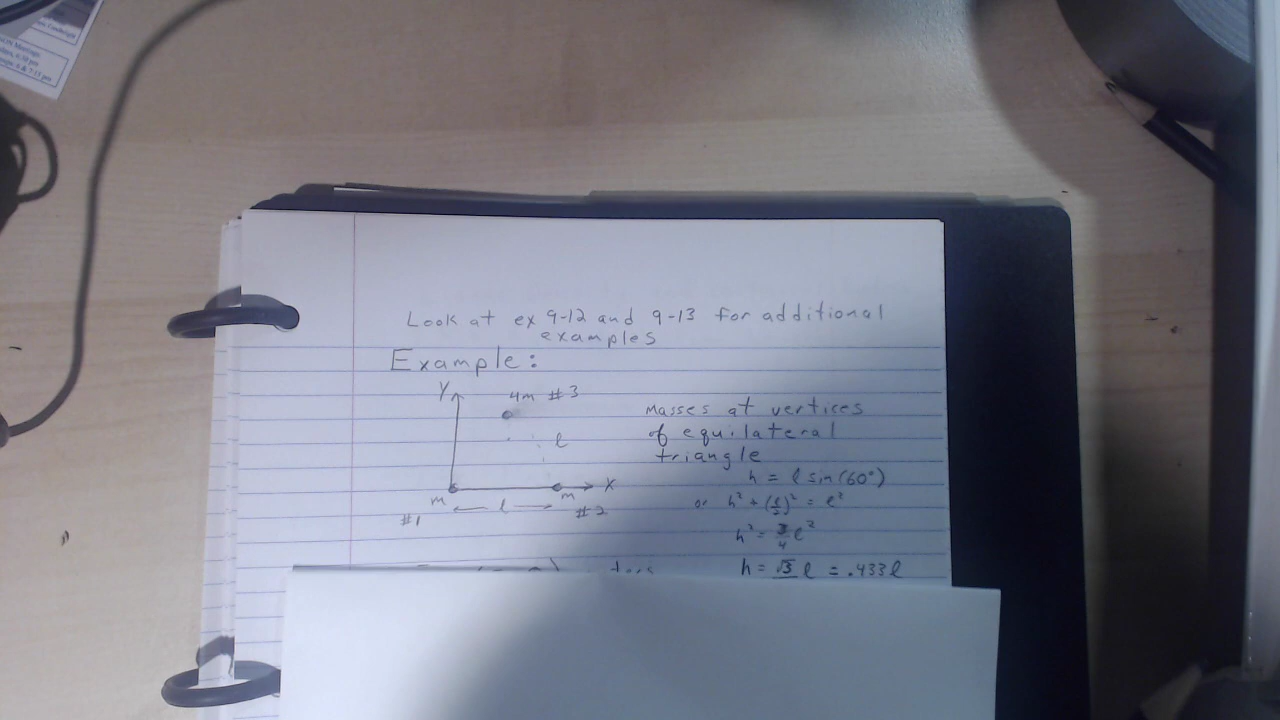 Look at ex 9-12 and 9-13 for additional
examples
Example:
Y
4m #3
Masses at vertices
of equilateral
triangle
l
h = l sin(60°)
X
m
m
l
#1
#2
or h² + (l/2)² = l²
h² = 3/4 l²
h = √3 l = .433l